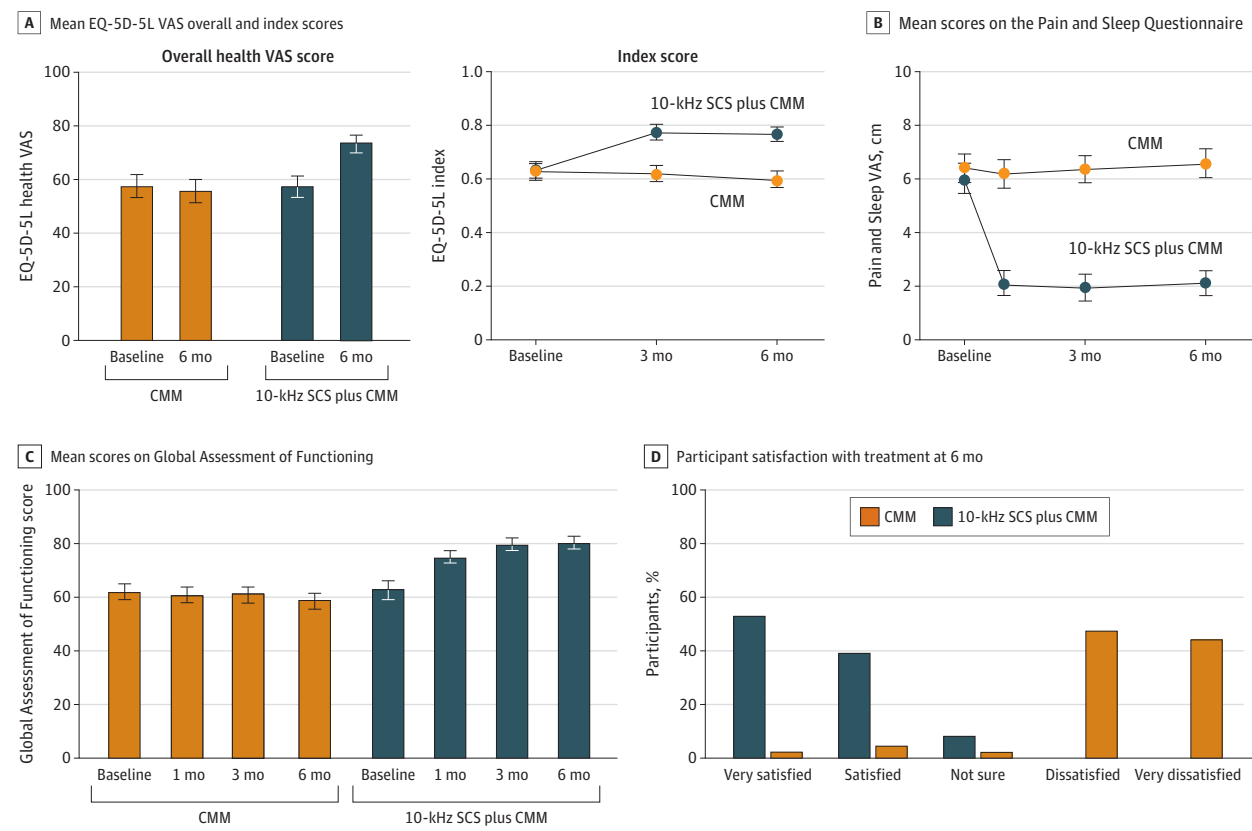 A Mean EQ-5D-5L VAS overall and index scores
Overall health VAS score
EQ-5D-5L health VAS
100
80
60
40
20
0
Baseline 6 mo Baseline 6 mo
CMM 10-kHz SCS plus CMM
Index score
EQ-5D-5L index
1.0
0.8
0.6
0.4
0.2
0
10-kHz SCS plus CMM
CMM
Baseline 3 mo 6 mo
B Mean scores on the Pain and Sleep Questionnaire
Pain and Sleep VAS, cm
10
8
6
4
2
0
CMM
10-kHz SCS plus CMM
Baseline 3 mo 6 mo
C Mean scores on Global Assessment of Functioning
Global Assessment of Functioning score
100
80
60
40
20
0
Baseline 1 mo 3 mo 6 mo Baseline 1 mo 3 mo 6 mo
CMM 10-kHz SCS plus CMM
D Participant satisfaction with treatment at 6 mo
Participants, %
100
80
60
40
20
0
CMM 10-kHz SCS plus CMM
Very satisfied Satisfied Not sure Dissatisfied Very dissatisfied